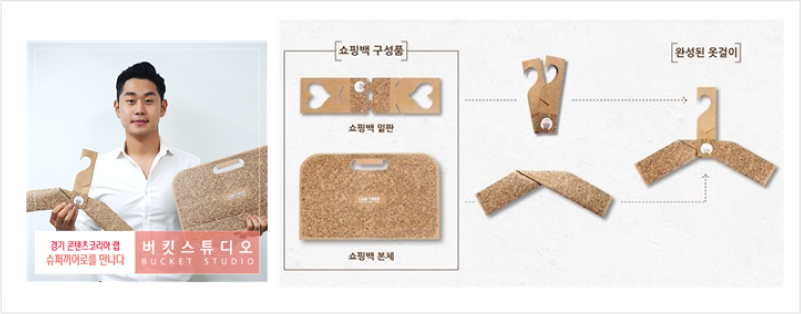 경기 콘텐츠코리아 랩
슈퍼끼어로를 만나다
버킷스튜디오
BUCKET STUDIO
쇼핑백 구성품
쇼핑백 밑판
쇼핑백 본체
완성된 옷걸이